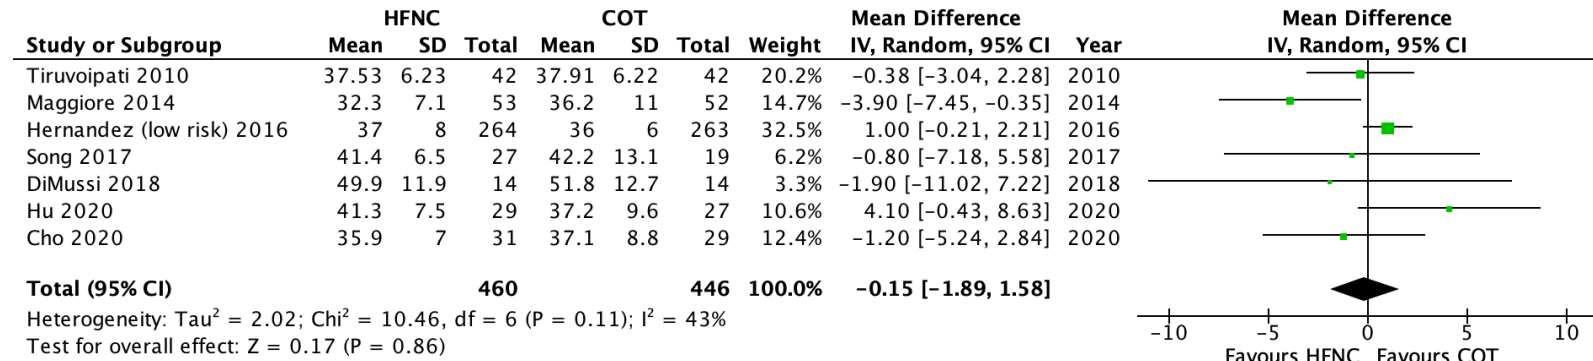 HFNC COT Mean Difference Mean Difference
Study or Subgroup Mean SD Total Mean SD Total Weight IV, Random, 95% CI Year IV, Random, 95% CI
Tiruvoipati 2010 37.53 6.23 42 37.91 6.22 42 20.2% −0.38 [−3.04, 2.28] 2010
Maggiore 2014 32.3 7.1 53 36.2 11 52 14.7% −3.90 [−7.45, −0.35] 2014
Hernandez (low risk) 2016 37 8 264 36 6 263 32.5% 1.00 [−0.21, 2.21] 2016
Song 2017 41.4 6.5 27 42.2 13.1 19 6.2% −0.80 [−7.18, 5.58] 2017
DiMussi 2018 49.9 11.9 14 51.8 12.7 14 3.3% −1.90 [−11.02, 7.22] 2018
Hu 2020 41.3 7.5 29 37.2 9.6 27 10.6% 4.10 [−0.43, 8.63] 2020
Cho 2020 35.9 7 31 37.1 8.8 29 12.4% −1.20 [−5.24, 2.84] 2020
Total (95% CI) 460 446 100.0% −0.15 [−1.89, 1.58]
Heterogeneity: Tau² = 2.02; Chi² = 10.46, df = 6 (P = 0.11); I² = 43%
Test for overall effect: Z = 0.17 (P = 0.86)
−10 −5 0 5 10
Favours HFNC Favours COT